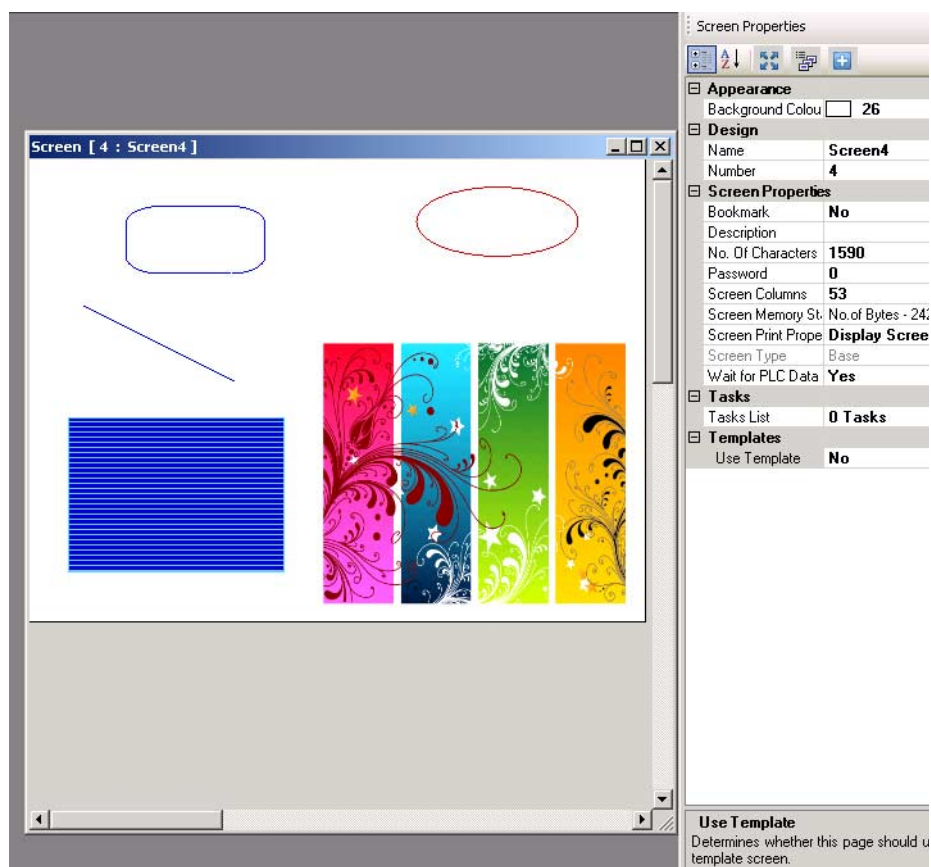 Screen Properties
Appearance
Background Colou 26
Design
Name Screen4
Number 4
Screen Properties
Bookmark No
Description
No. Of Characters 1590
Password 0
Screen Columns 53
Screen Memory St. No.of Bytes - 242
Screen Print Prope Display Scree
Screen Type Base
Wait for PLC Data Yes
Tasks
Tasks List 0 Tasks
Templates
Use Template No
Screen [ 4 : Screen4 ]
Use Template
Determines whether this page should u
template screen.